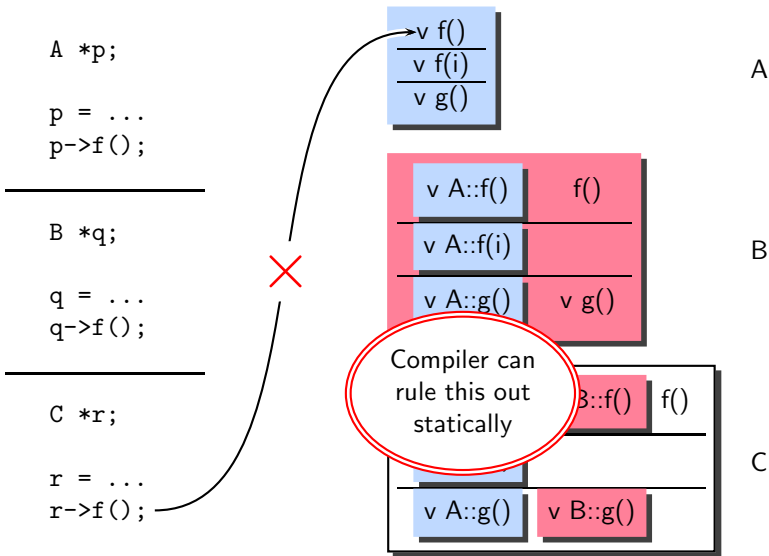 A *p;
p = ...
p->f();
B *q;
q = ...
q->f();
C *r;
r = ...
r->f();
v f()
v f(i)
v g()
A
v A::f() f()
v A::f(i)
v A::g() v g()
B
Compiler can
rule this out
statically
B::f() f()
v A::g() v B::g()
C